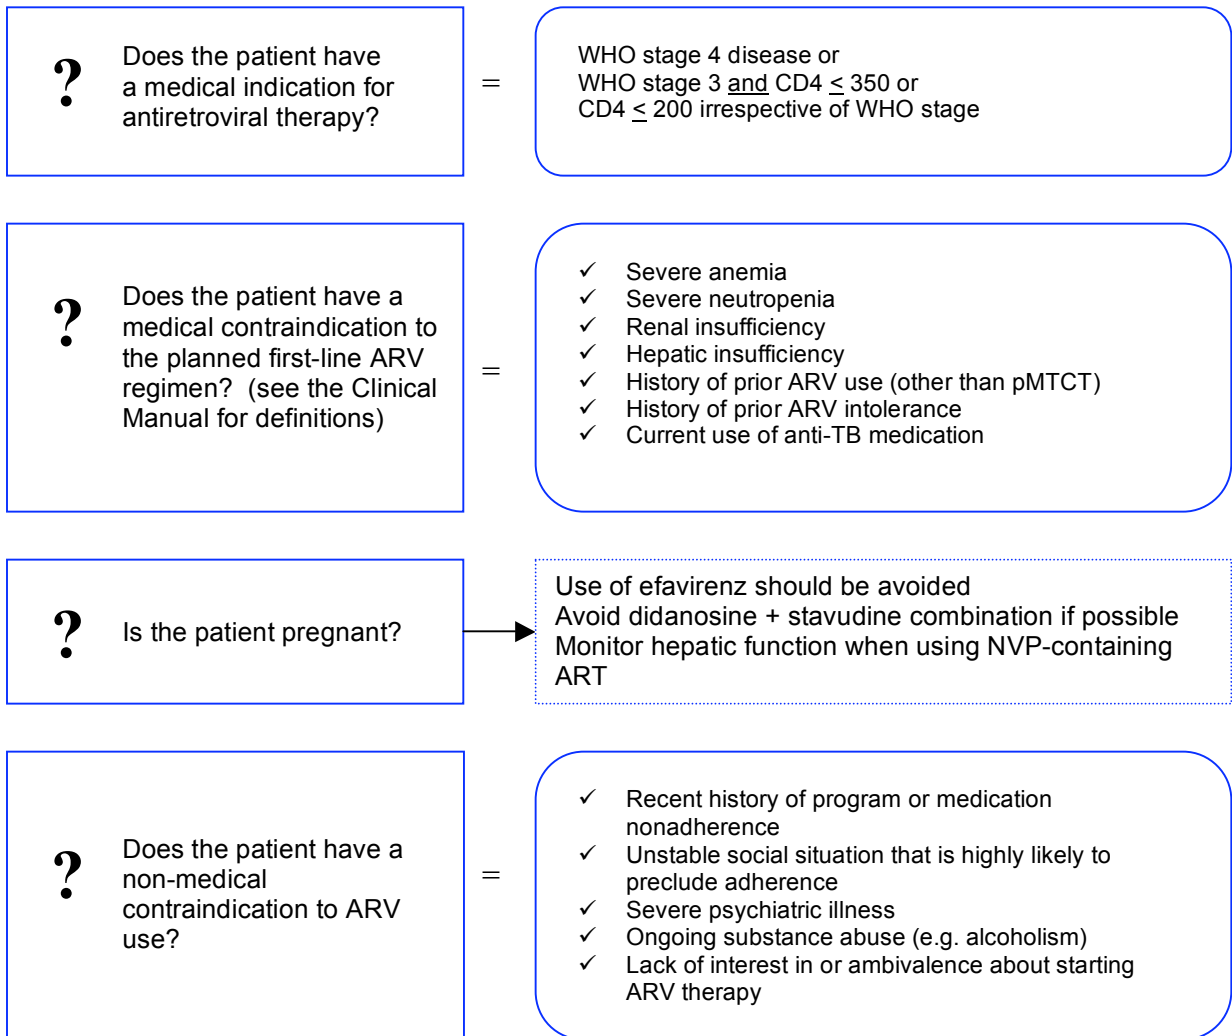 ?
Does the patient have
a medical indication for
antiretroviral therapy?
=
WHO stage 4 disease or
WHO stage 3 and CD4 ≤ 350 or
CD4 ≤ 200 irrespective of WHO stage
?
Does the patient have a
medical contraindication to
the planned first-line ARV
regimen?  (see the Clinical
Manual for definitions)
=
✓ Severe anemia
✓ Severe neutropenia
✓ Renal insufficiency
✓ Hepatic insufficiency
✓ History of prior ARV use (other than pMTCT)
✓ History of prior ARV intolerance
✓ Current use of anti-TB medication
?
Is the patient pregnant?
Use of efavirenz should be avoided
Avoid didanosine + stavudine combination if possible
Monitor hepatic function when using NVP-containing
ART
?
Does the patient have a
non-medical
contraindication to ARV
use?
=
✓ Recent history of program or medication
nonadherence
✓ Unstable social situation that is highly likely to
preclude adherence
✓ Severe psychiatric illness
✓ Ongoing substance abuse (e.g. alcoholism)
✓ Lack of interest in or ambivalence about starting
ARV therapy